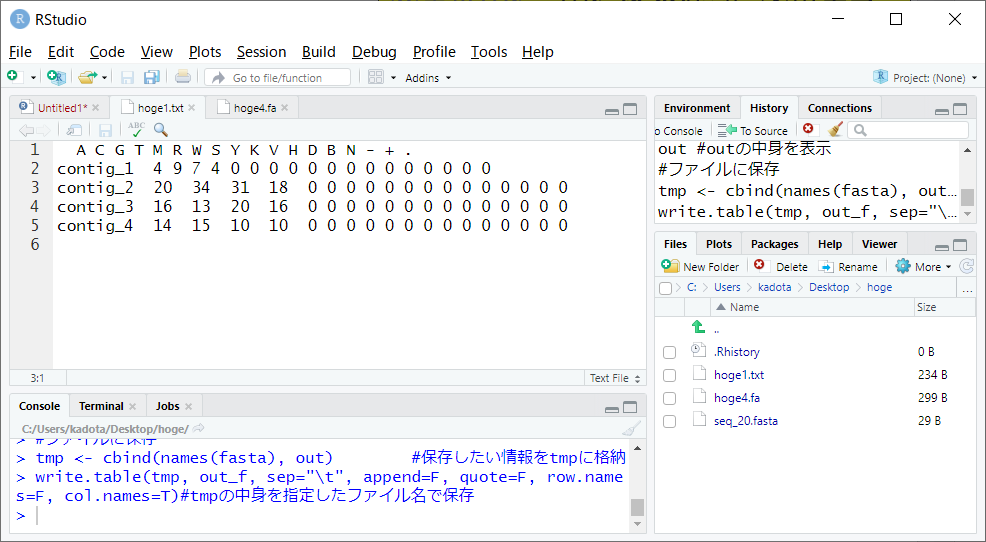 RStudio
File Edit Code View Plots Session Build Debug Profile Tools Help
Go to file/function Addins Project: (None)
Untitled1* hoge1.txt hoge4.fa
ABC
1 A C G T M R W S Y K V H D B N - + .
2 contig_1 4 9 7 4 0 0 0 0 0 0 0 0 0 0 0 0 0 0
3 contig_2 20 34 31 18 0 0 0 0 0 0 0 0 0 0 0 0 0 0
4 contig_3 16 13 20 16 0 0 0 0 0 0 0 0 0 0 0 0 0 0
5 contig_4 14 15 10 10 0 0 0 0 0 0 0 0 0 0 0 0 0 0
6
3:1 Text File
Console Terminal Jobs
C:/Users/kadota/Desktop/hoge/
> #ファイルに保存
> tmp <- cbind(names(fasta), out) #保存したい情報をtmpに格納
> write.table(tmp, out_f, sep="\t", append=F, quote=F, row.name
s=F, col.names=T)#tmpの中身を指定したファイル名で保存
>
Environment History Connections
o Console To Source
out #outの中身を表示
#ファイルに保存
tmp <- cbind(names(fasta), out…
write.table(tmp, out_f, sep="\…
Files Plots Packages Help Viewer
New Folder Delete Rename More
C: Users kadota Desktop hoge ...
Name Size
..
.Rhistory 0 B
hoge1.txt 234 B
hoge4.fa 299 B
seq_20.fasta 29 B